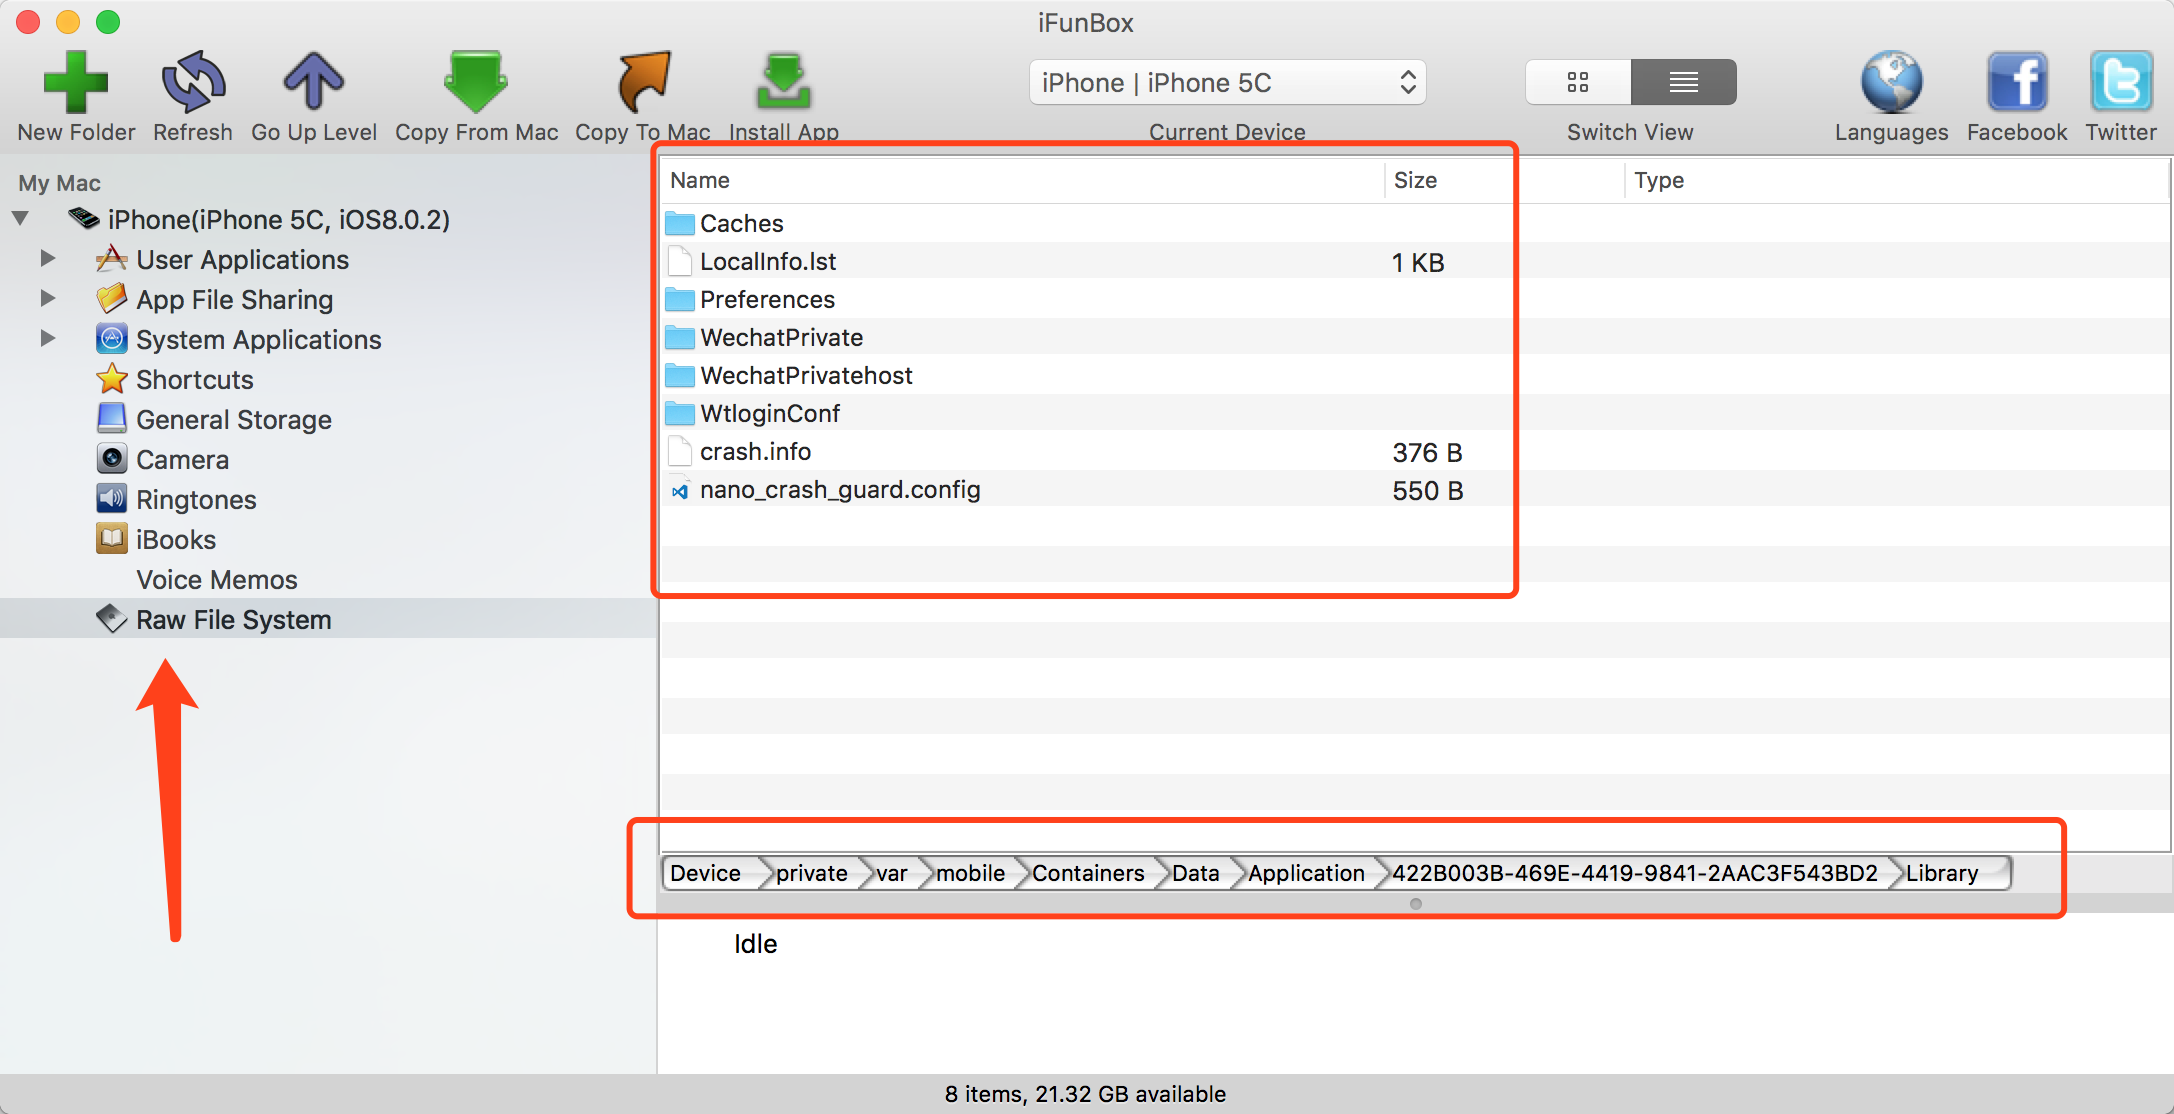 iFunBox
New Folder Refresh Go Up Level Copy From Mac Copy To Mac Install App
iPhone | iPhone 5C
Current Device
Switch View
Languages Facebook Twitter
My Mac
iPhone(iPhone 5C, iOS8.0.2)
User Applications
App File Sharing
System Applications
Shortcuts
General Storage
Camera
Ringtones
iBooks
Voice Memos
Raw File System
Name Size Type
Caches
LocalInfo.lst 1 KB
Preferences
WechatPrivate
WechatPrivatehost
WtloginConf
crash.info 376 B
nano_crash_guard.config 550 B
Device private var mobile Containers Data Application 422B003B-469E-4419-9841-2AAC3F543BD2 Library
Idle
8 items, 21.32 GB available